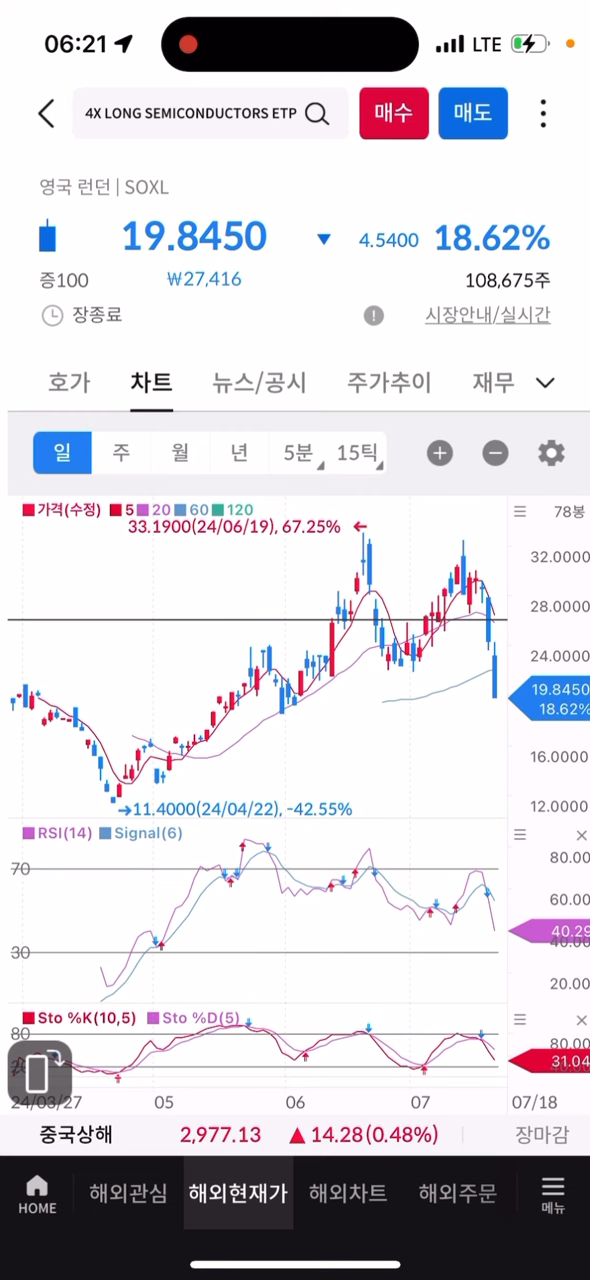 06:21 LTE
4X LONG SEMICONDUCTORS ETP 매수 매도
영국 런던 | SOXL
19.8450 ▼ 4.5400 18.62%
증100 ₩27,416 108,675주
장종료 시장안내/실시간
호가 차트 뉴스/공시 주가추이 재무
일 주 월 년 5분 15틱
가격(수정) 5 20 60 120 78봉
33.1900(24/06/19), 67.25%
32.0000
28.0000
24.0000
19.8450
18.62%
16.0000
12.0000
11.4000(24/04/22), -42.55%
RSI(14) Signal(6)
80.00
70
60.00
40.29
40.00
30
20.00
Sto %K(10,5) Sto %D(5)
80 80.00
31.04
20
24/03/27 05 06 07 07/18
중국상해 2,977.13 ▲ 14.28(0.48%) 장마감
HOME 해외관심 해외현재가 해외차트 해외주문 메뉴